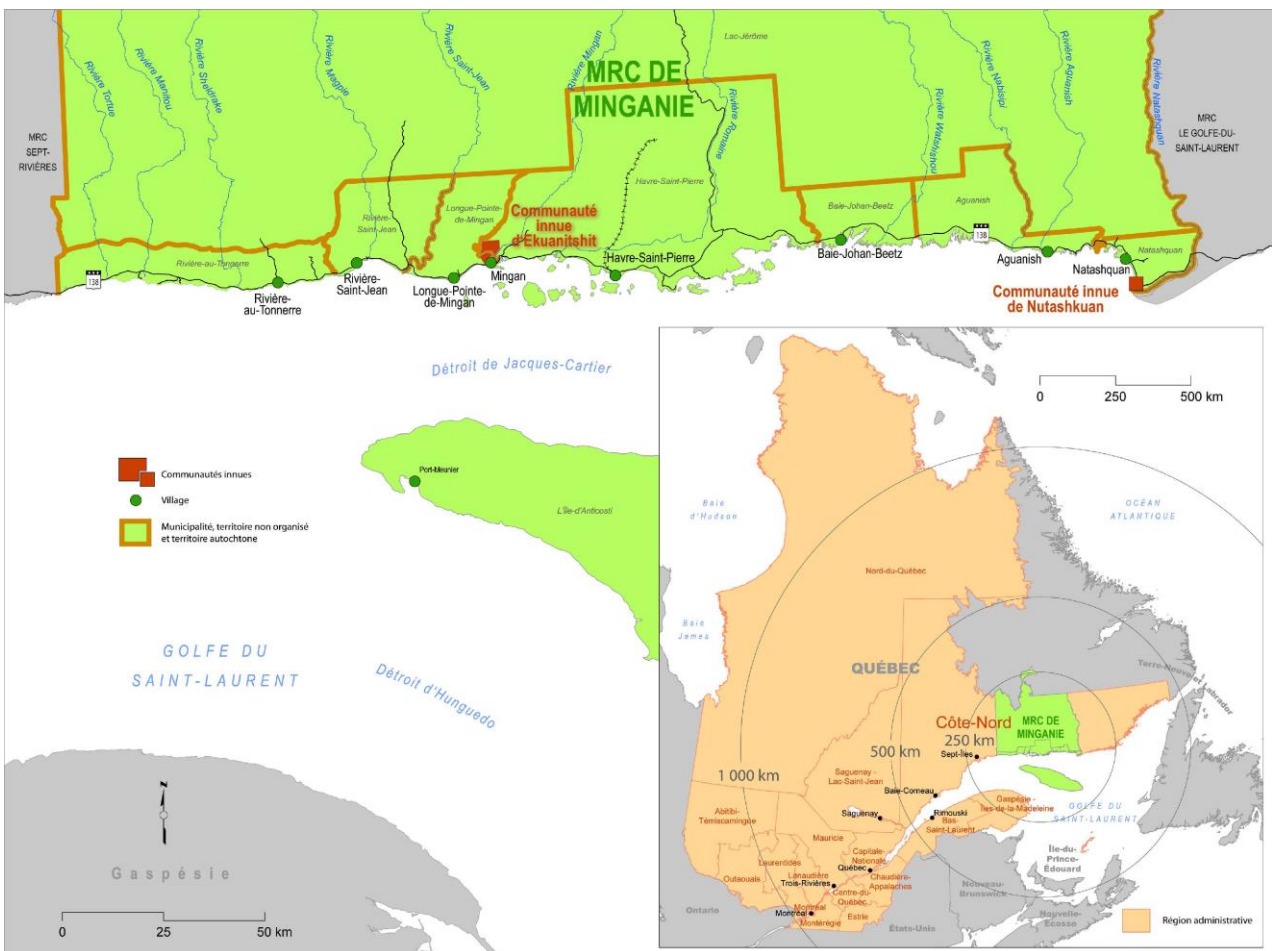 Lac-Jérôme
MRC DE
MINGANIE
Rivière Tortue
Rivière Manitou
Rivière Sheldrake
Rivière Magpie
Rivière Saint-Jean
Rivière Mingan
Rivière Romaine
Rivière Watshishou
Rivière Nabisipi
Rivière Aguanish
Rivière Natashquan
MRC
SEPT-
RIVIÈRES
MRC
LE GOLFE-DU-
SAINT-LAURENT
Rivière-au-Tonnerre
Rivière-
Saint-Jean
Longue-Pointe-
de-Mingan
Havre-Saint-Pierre
Baie-Johan-Beetz
Aguanish
Natashquan
Communauté
innue
d'Ekuanitshit
138
138
Rivière-
au-Tonnerre
Rivière-
Saint-Jean
Longue-Pointe-
de-Mingan
Mingan
Havre-Saint-Pierre
Baie-Johan-Beetz
Aguanish
Natashquan
Communauté innue
de Nutashkuan
Détroit de Jacques-Cartier
Port-Meunier
L'Île-d'Anticosti
Communautés innues
Village
Municipalité, territoire non organisé
et territoire autochtone
GOLFE DU
SAINT-LAURENT
Détroit d'Hunguedo
N
Gaspésie
0 25 50 km
0 250 500 km
Baie
d'Hudson
OCÉAN
ATLANTIQUE
Nord-du-Québec
Baie
James
QUÉBEC
Terre-Neuve et Labrador
Côte-Nord
MRC DE
MINGANIE
250 km
500 km
1 000 km
Sept-Îles
Saguenay -
Lac-Saint-Jean
Baie-Comeau
Gaspésie -
Îles-de-la-Madeleine
Abitibi-
Témiscamingue
Saguenay
Rimouski
Bas-
Saint-Laurent
GOLFE DU
SAINT-LAURENT
Mauricie
Capitale-
Nationale
Île-du-
Prince-
Édouard
Laurentides
Québec
Outaouais
Lanaudière
Trois-Rivières
Chaudière-
Appalaches
Centre-du-
Québec
Nouveau-
Brunswick
Montréal
Montréal
Montérégie
Estrie
Ontario
États-Unis
Nouvelle-
Écosse
Région administrative